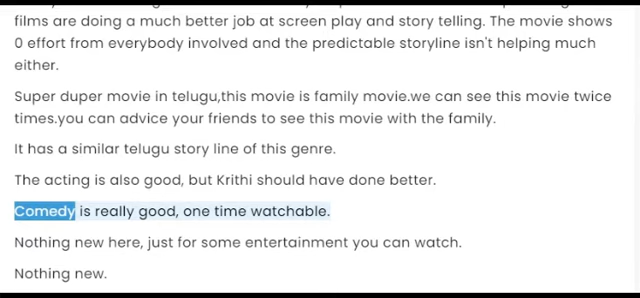 films are doing a much better job at screen play and story telling. The movie shows
0 effort from everybody involved and the predictable storyline isn't helping much
either.
Super duper movie in telugu,this movie is family movie.we can see this movie twice
times.you can advice your friends to see this movie with the family.
It has a similar telugu story line of this genre.
The acting is also good, but Krithi should have done better.
Comedy is really good, one time watchable.
Nothing new here, just for some entertainment you can watch.
Nothing new.